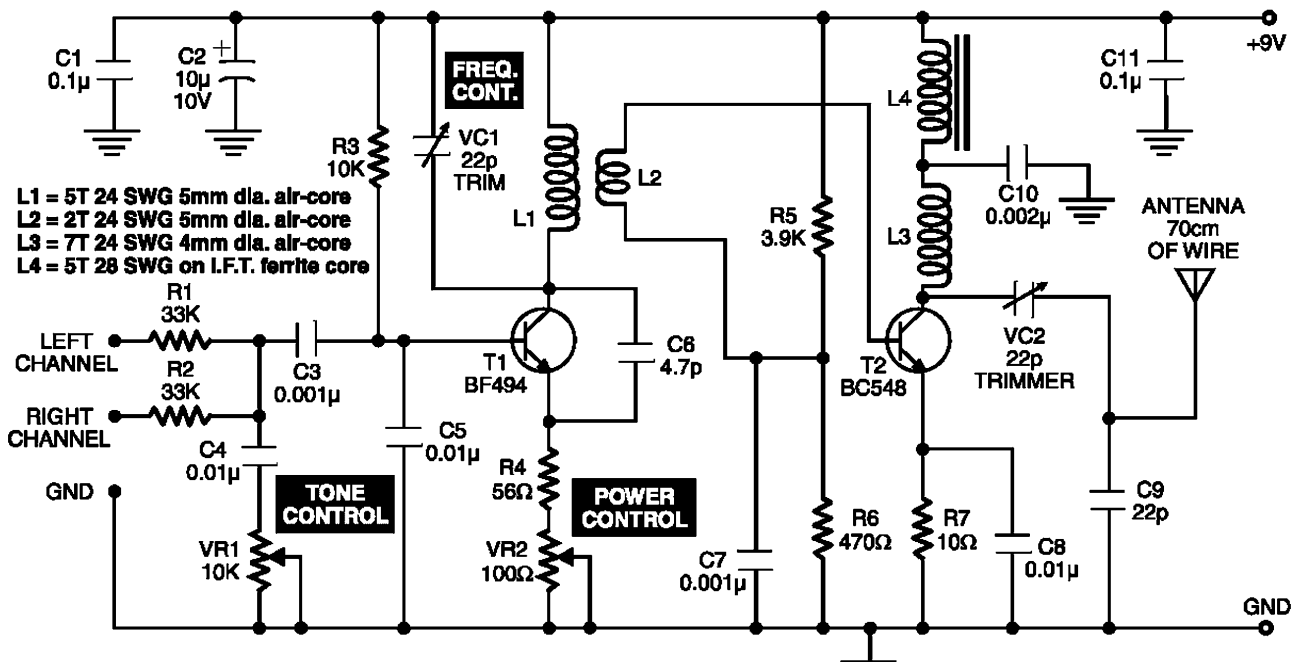 C1
0.1µ
C2
10µ
10V
+
FREQ.
CONT.
R3
10K
VC1
22p
TRIM
L1
L2
L4
C11
0.1µ
+9V
L1 = 5T 24 SWG 5mm dia. air-core
L2 = 2T 24 SWG 5mm dia. air-core
L3 = 7T 24 SWG 4mm dia. air-core
L4 = 5T 28 SWG on I.F.T. ferrite core
R5
3.9K
L3
C10
0.002µ
ANTENNA
70cm
OF WIRE
R1
33K
LEFT
CHANNEL
R2
33K
RIGHT
CHANNEL
C3
0.001µ
T1
BF494
C6
4.7p
T2
BC548
VC2
22p
TRIMMER
C4
0.01µ
C5
0.01µ
R4
56Ω
GND
TONE
CONTROL
POWER
CONTROL
VR1
10K
VR2
100Ω
C7
0.001µ
R6
470Ω
R7
10Ω
C8
0.01µ
C9
22p
GND